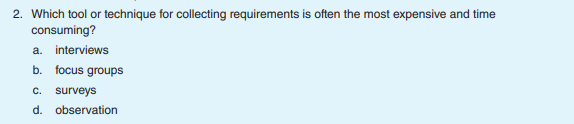 2. Which tool or technique for collecting requirements is often the most expensive and time
consuming?
a. interviews
b. focus groups
c. surveys
d. observation